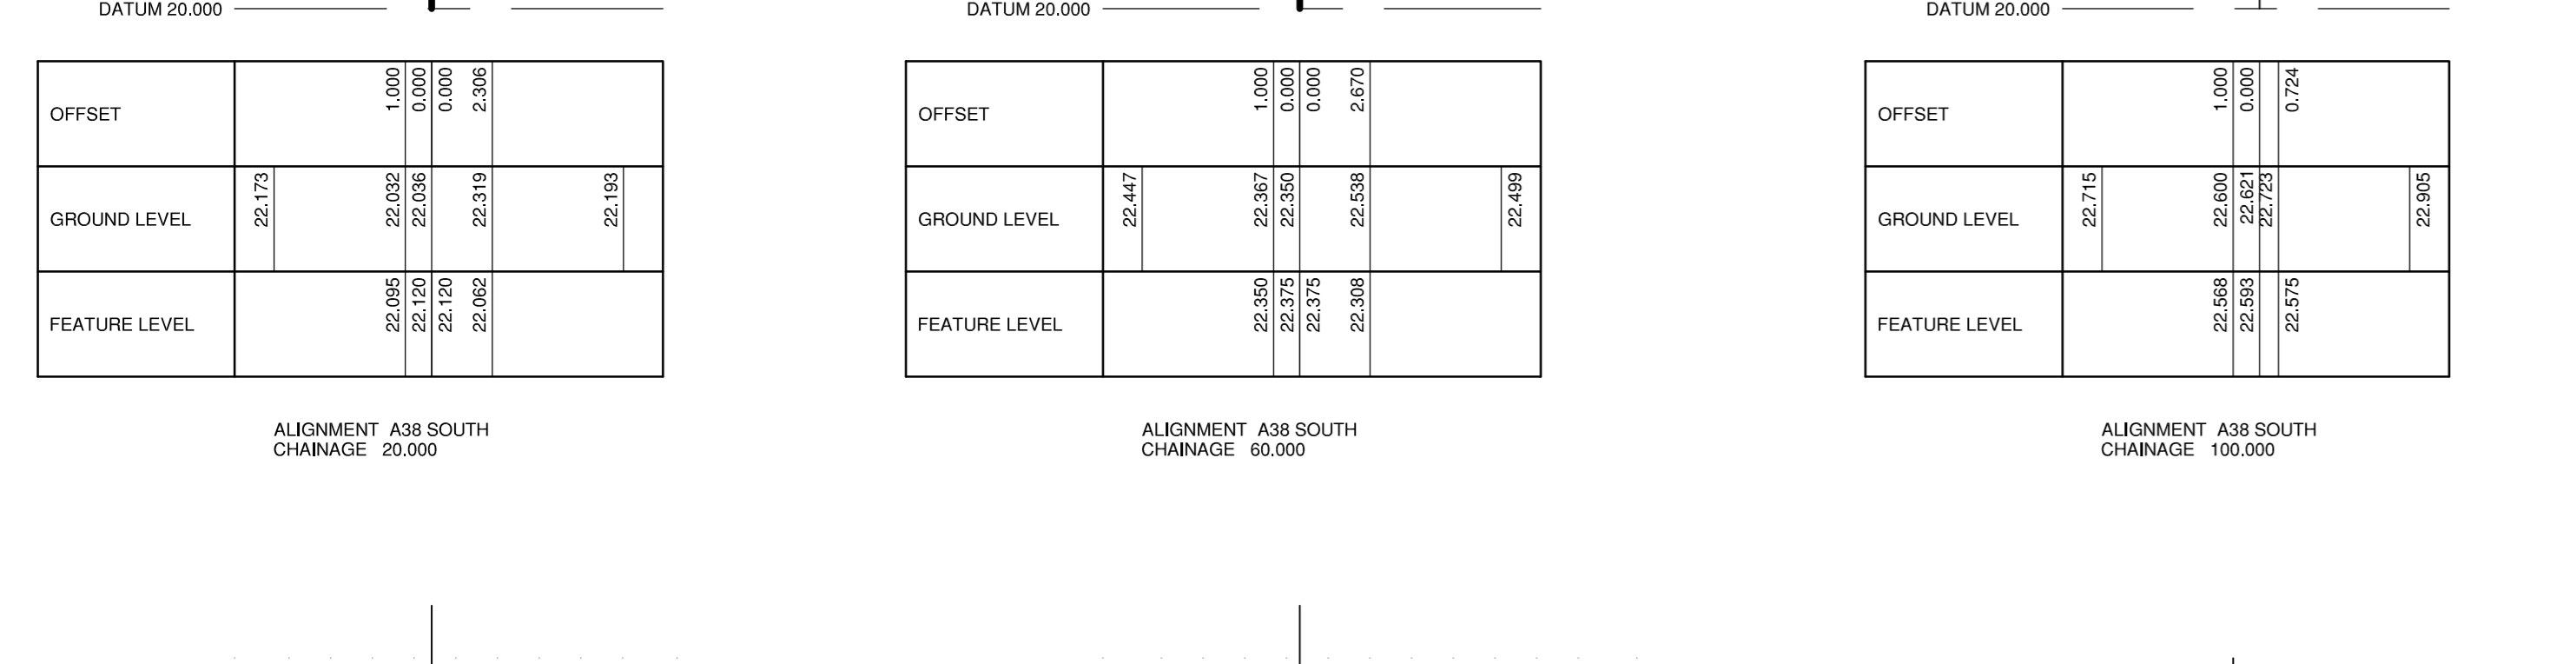 DATUM 20.000
OFFSET 1.000 0.000 0.000 2.306
GROUND LEVEL 22.173 22.032 22.036 22.319 22.193
FEATURE LEVEL 22.095 22.120 22.120 22.062
ALIGNMENT A38 SOUTH
CHAINAGE 20.000
DATUM 20.000
OFFSET 1.000 0.000 0.000 2.670
GROUND LEVEL 22.447 22.367 22.350 22.538 22.499
FEATURE LEVEL 22.350 22.375 22.375 22.308
ALIGNMENT A38 SOUTH
CHAINAGE 60.000
DATUM 20.000
OFFSET 1.000 0.000 0.724
GROUND LEVEL 22.715 22.600 22.621 22.723 22.905
FEATURE LEVEL 22.568 22.593 22.575
ALIGNMENT A38 SOUTH
CHAINAGE 100.000